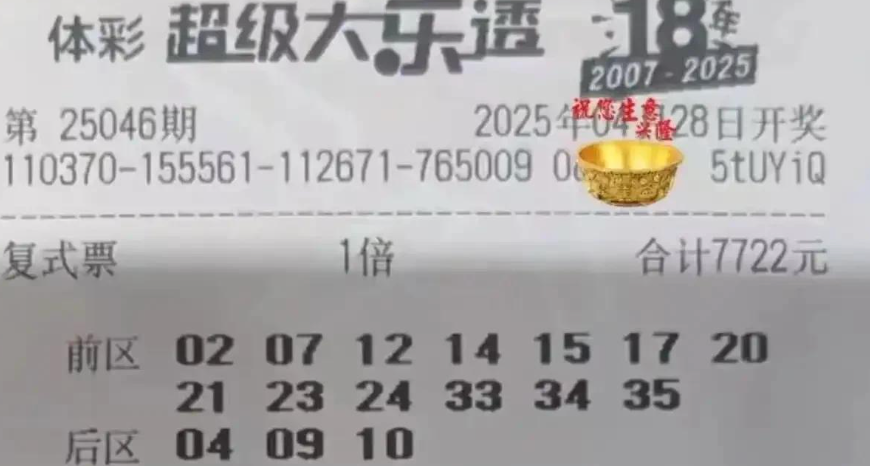 体彩 超级大乐透 18年
2007-2025
祝您生意
兴隆
第 25046期 2025年04月28日开奖
110370-155561-112671-765009 5tUYiQ
复式票 1倍 合计7722元
前区 02 07 12 14 15 17 20
21 23 24 33 34 35
后区 04 09 10